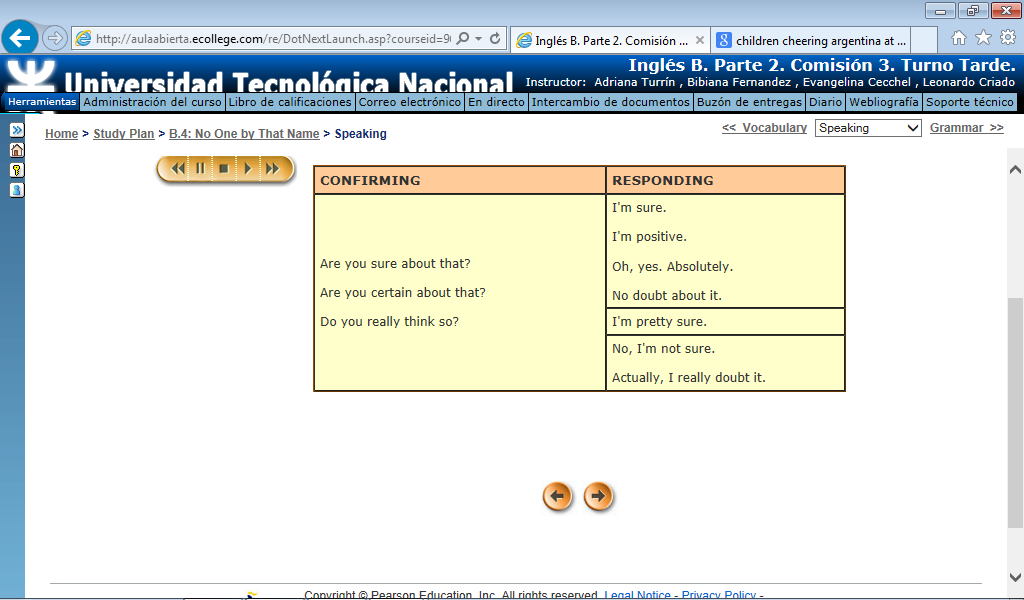 http://aulaabierta.ecollege.com/re/DotNextLaunch.asp?courseid=9
Inglés B. Parte 2. Comisión ...
children cheering argentina at ...
Universidad Tecnológica Nacional
Inglés B. Parte 2. Comisión 3. Turno Tarde.
Instructor: Adriana Turrín , Bibiana Fernandez , Evangelina Cecchel , Leonardo Criado
Herramientas Administración del curso Libro de calificaciones Correo electrónico En directo Intercambio de documentos Buzón de entregas Diario Webliografía Soporte técnico
Home > Study Plan > B.4: No One by That Name > Speaking
<< Vocabulary Speaking Grammar >>
CONFIRMING
RESPONDING
Are you sure about that?
Are you certain about that?
Do you really think so?
I'm sure.
I'm positive.
Oh, yes. Absolutely.
No doubt about it.
I'm pretty sure.
No, I'm not sure.
Actually, I really doubt it.
Copyright © Pearson Education, Inc. All rights reserved. Legal Notice - Privacy Policy -